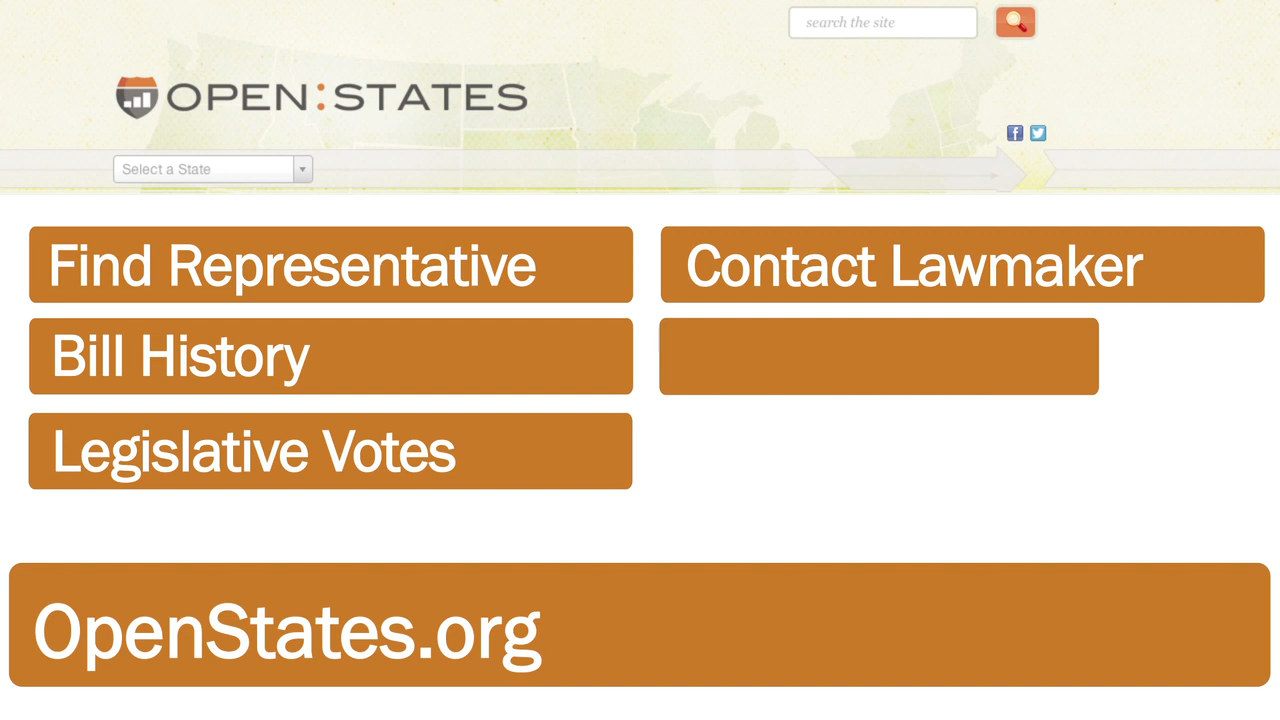 search the site
OPEN:STATES
f
Select a State
Find Representative
Contact Lawmaker
Bill History
Legislative Votes
OpenStates.org